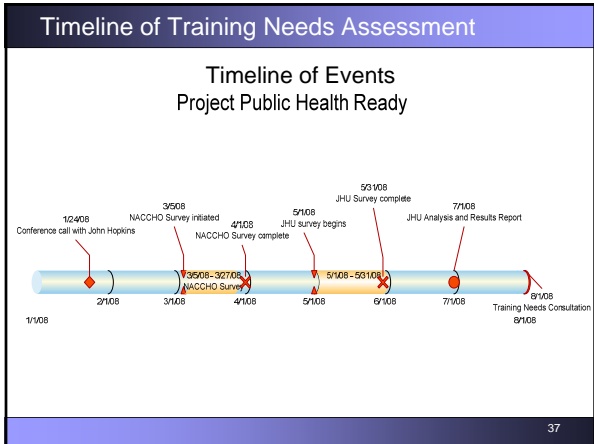 Timeline of Training Needs Assessment
Timeline of Events
Project Public Health Ready
1/24/08
Conference call with John Hopkins
3/5/08
NACCHO Survey initiated
4/1/08
NACCHO Survey complete
5/1/08
JHU survey begins
5/31/08
JHU Survey complete
7/1/08
JHU Analysis and Results Report
3/5/08 - 3/27/08
NACCHO Survey
5/1/08 - 5/31/08
1/1/08
2/1/08
3/1/08
4/1/08
5/1/08
6/1/08
7/1/08
8/1/08
Training Needs Consultation
8/1/08
37